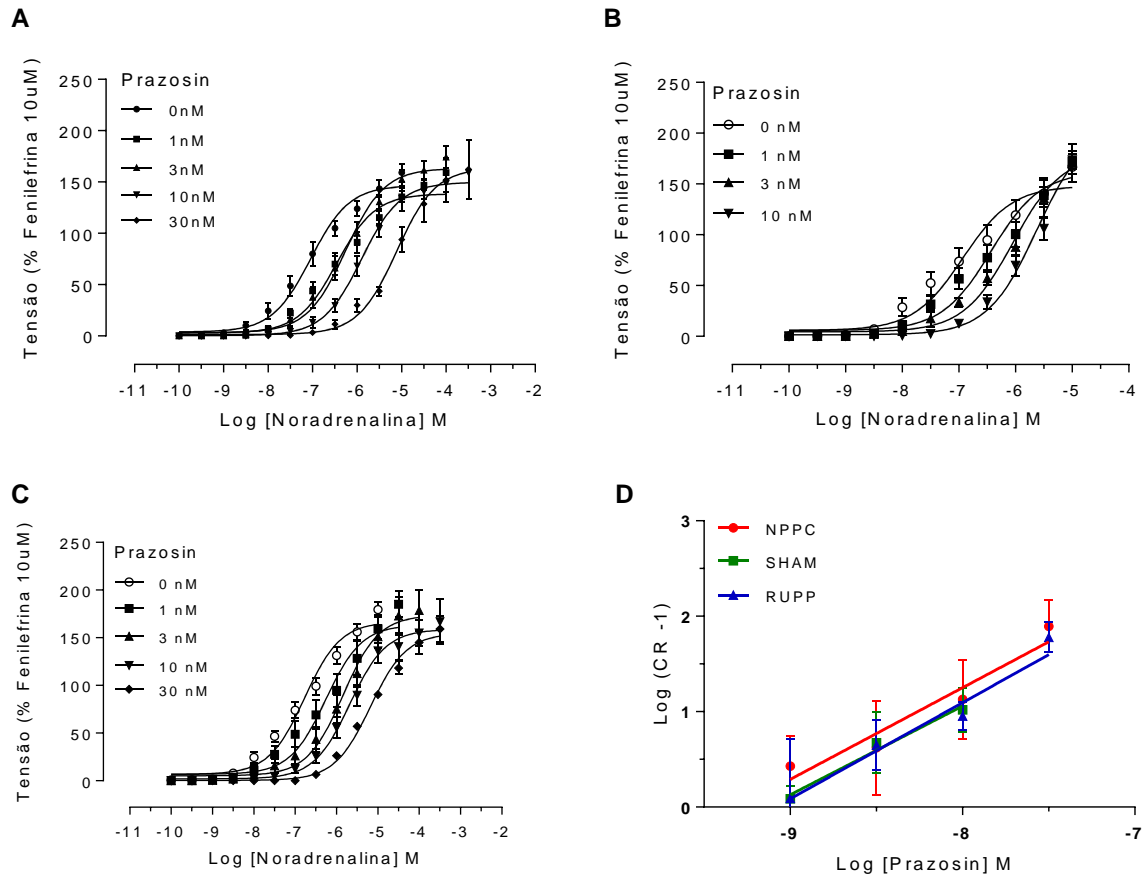 A
Tensão (% Fenilefrina 10uM)
250
200
150
100
50
0
Prazosin
0nM
1nM
3nM
10nM
30nM
-11 -10 -9 -8 -7 -6 -5 -4 -3 -2
Log [Noradrenalina] M
B
Tensão (% Fenilefrina 10uM)
250
200
150
100
50
0
Prazosin
0 nM
1 nM
3 nM
10 nM
-11 -10 -9 -8 -7 -6 -5 -4
Log [Noradrenalina] M
C
Tensão (% Fenilefrina 10uM)
250
200
150
100
50
0
Prazosin
0 nM
1 nM
3 nM
10 nM
30 nM
-11 -10 -9 -8 -7 -6 -5 -4 -3
Log [Noradrenalina] M
D
Log (CR -1)
3
2
1
0
NPPC
SHAM
RUPP
-9 -8 -7
Log [Prazosin] M